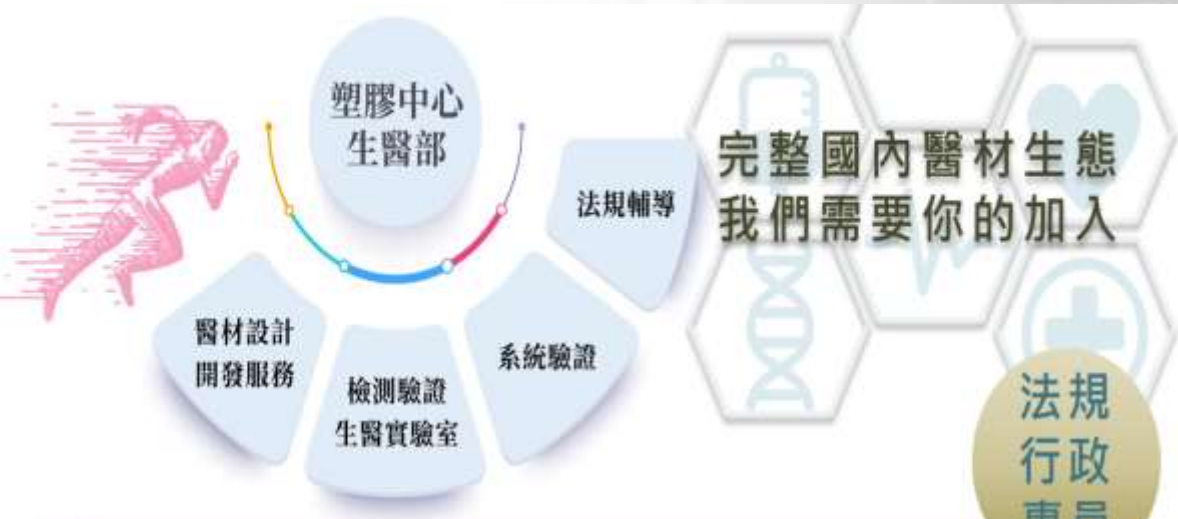 塑膠中心
生醫部
法規輔導
完整國內醫材生態
我們需要你的加入
醫材設計
開發服務
檢測驗證
生醫實驗室
系統驗證
法規
行政
專員